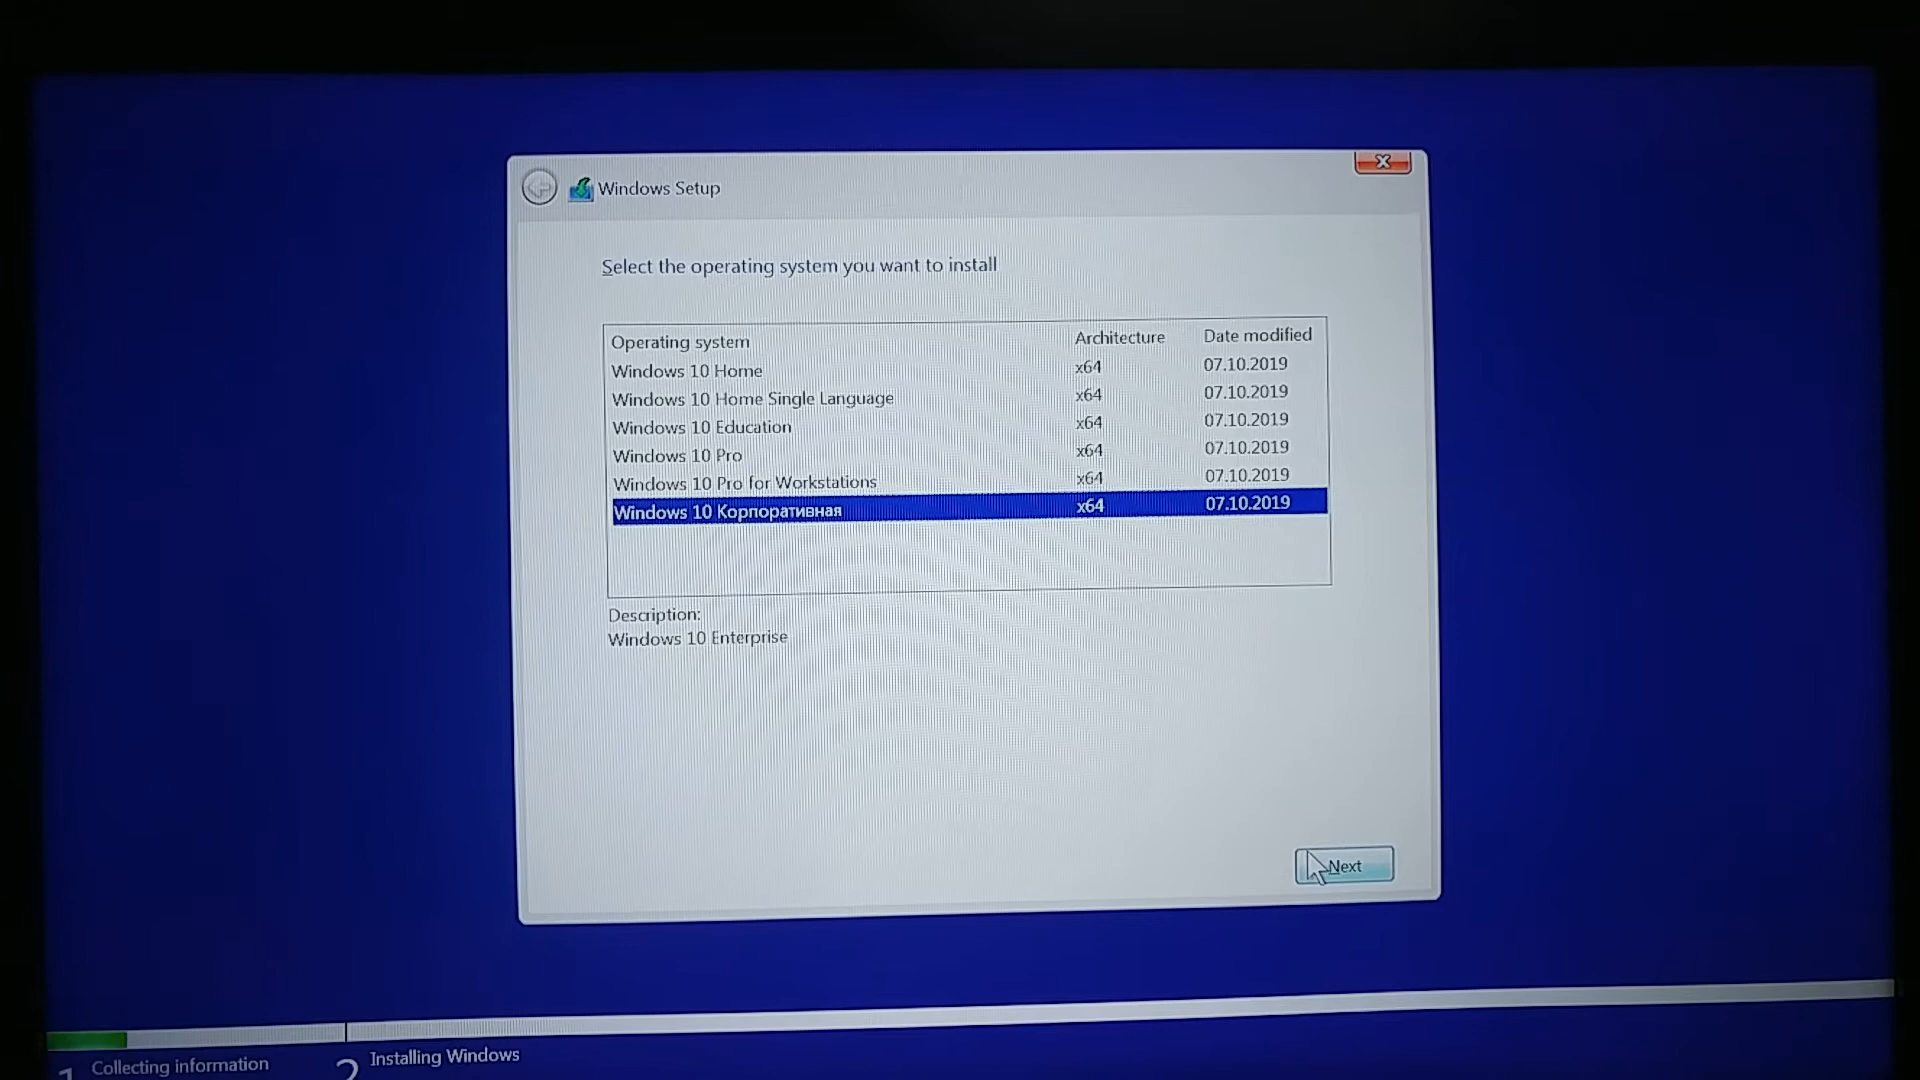 Windows Setup
Select the operating system you want to install
Operating system Architecture Date modified
Windows 10 Home x64 07.10.2019
Windows 10 Home Single Language x64 07.10.2019
Windows 10 Education x64 07.10.2019
Windows 10 Pro x64 07.10.2019
Windows 10 Pro for Workstations x64 07.10.2019
Windows 10 Корпоративная x64 07.10.2019
Description:
Windows 10 Enterprise
Next
1 Collecting information 2 Installing Windows